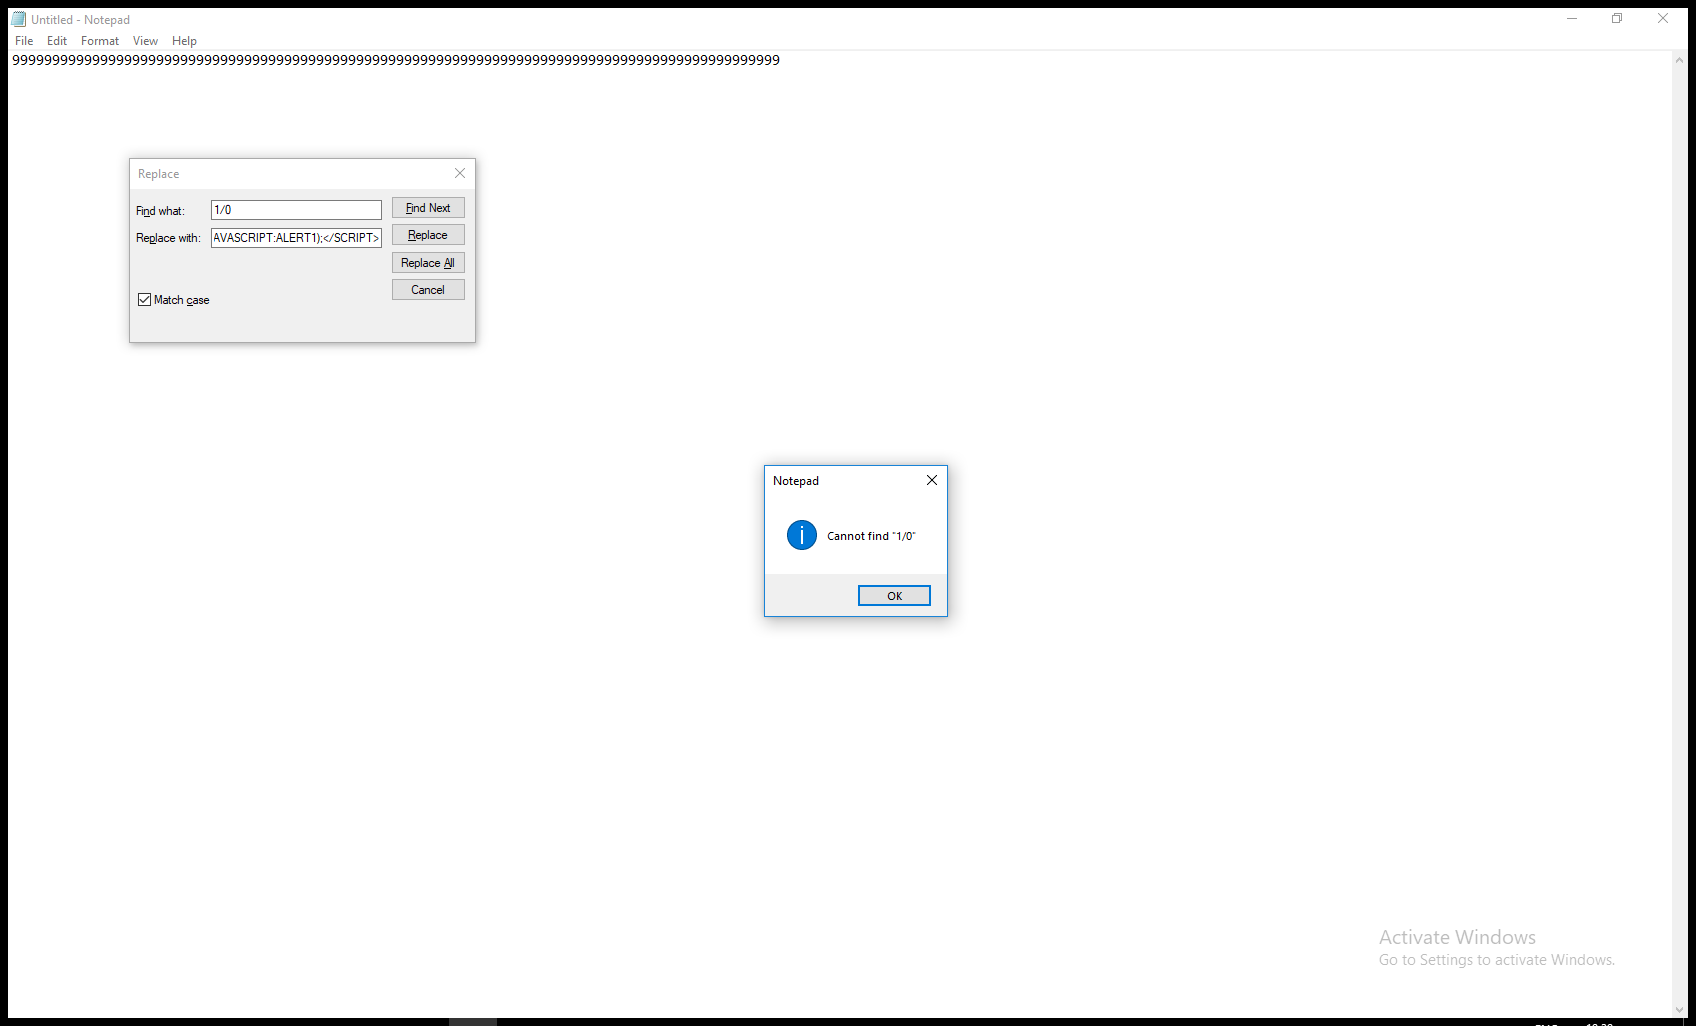 Untitled - Notepad
File Edit Format View Help
999999999999999999999999999999999999999999999999999999999999999999999999999999999999999999999999
Replace
Find what: 1/0 Find Next
Replace with: AVASCRIPT:ALERT1);</SCRIPT> Replace
Replace All
Cancel
Match case
Notepad
Cannot find "1/0"
OK
Activate Windows
Go to Settings to activate Windows.